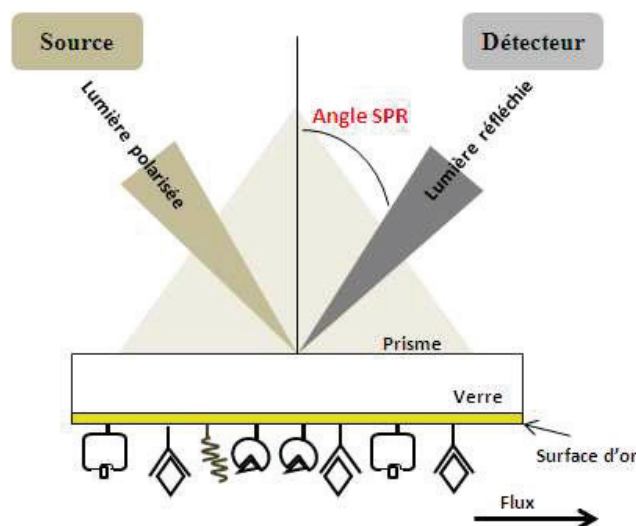 Source
Détecteur
Angle SPR
Lumière polarisée
Lumière réfléchie
Prisme
Verre
Surface d'or
Flux